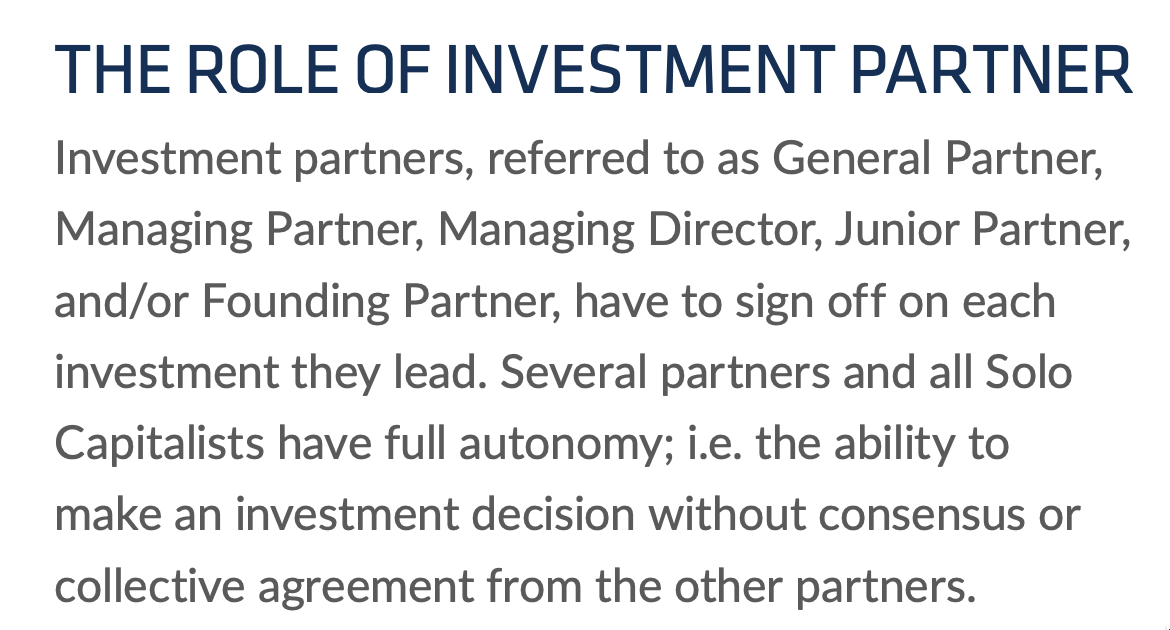 THE ROLE OF INVESTMENT PARTNER
Investment partners, referred to as General Partner,
Managing Partner, Managing Director, Junior Partner,
and/or Founding Partner, have to sign off on each
investment they lead. Several partners and all Solo
Capitalists have full autonomy; i.e. the ability to
make an investment decision without consensus or
collective agreement from the other partners.